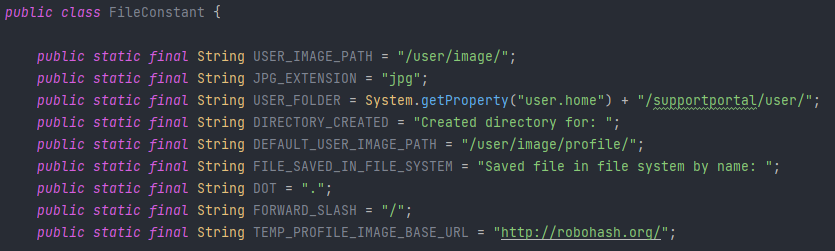 public class FileConstant {
public static final String USER_IMAGE_PATH = "/user/image/";
public static final String JPG_EXTENSION = "jpg";
public static final String USER_FOLDER = System.getProperty("user.home") + "/supportportal/user/";
public static final String DIRECTORY_CREATED = "Created directory for: ";
public static final String DEFAULT_USER_IMAGE_PATH = "/user/image/profile/";
public static final String FILE_SAVED_IN_FILE_SYSTEM = "Saved file in file system by name: ";
public static final String DOT = ".";
public static final String FORWARD_SLASH = "/";
public static final String TEMP_PROFILE_IMAGE_BASE_URL = "http://robohash.org/";